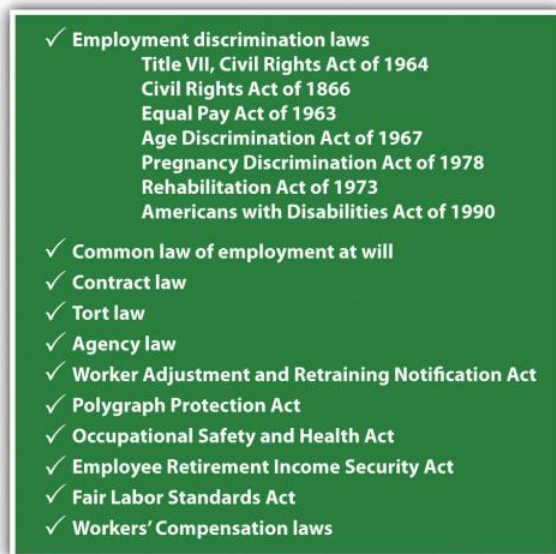 ✓ Employment discrimination laws
Title VII, Civil Rights Act of 1964
Civil Rights Act of 1866
Equal Pay Act of 1963
Age Discrimination Act of 1967
Pregnancy Discrimination Act of 1978
Rehabilitation Act of 1973
Americans with Disabilities Act of 1990
✓ Common law of employment at will
✓ Contract law
✓ Tort law
✓ Agency law
✓ Worker Adjustment and Retraining Notification Act
✓ Polygraph Protection Act
✓ Occupational Safety and Health Act
✓ Employee Retirement Income Security Act
✓ Fair Labor Standards Act
✓ Workers’ Compensation laws